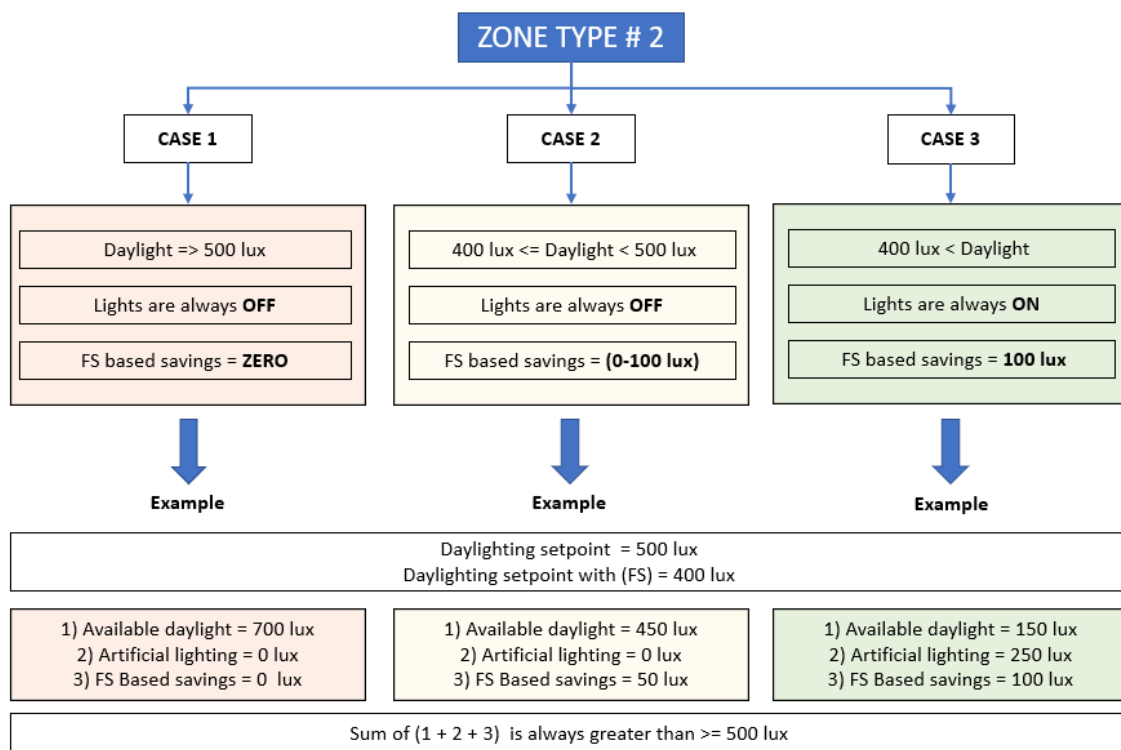 ZONE TYPE # 2
CASE 1
CASE 2
CASE 3
Daylight => 500 lux
Lights are always OFF
FS based savings = ZERO
400 lux <= Daylight < 500 lux
Lights are always OFF
FS based savings = (0-100 lux)
400 lux < Daylight
Lights are always ON
FS based savings = 100 lux
Example
Example
Example
Daylighting setpoint = 500 lux
Daylighting setpoint with (FS) = 400 lux
1) Available daylight = 700 lux
2) Artificial lighting = 0 lux
3) FS Based savings = 0 lux
1) Available daylight = 450 lux
2) Artificial lighting = 0 lux
3) FS Based savings = 50 lux
1) Available daylight = 150 lux
2) Artificial lighting = 250 lux
3) FS Based savings = 100 lux
Sum of (1 + 2 + 3) is always greater than >= 500 lux